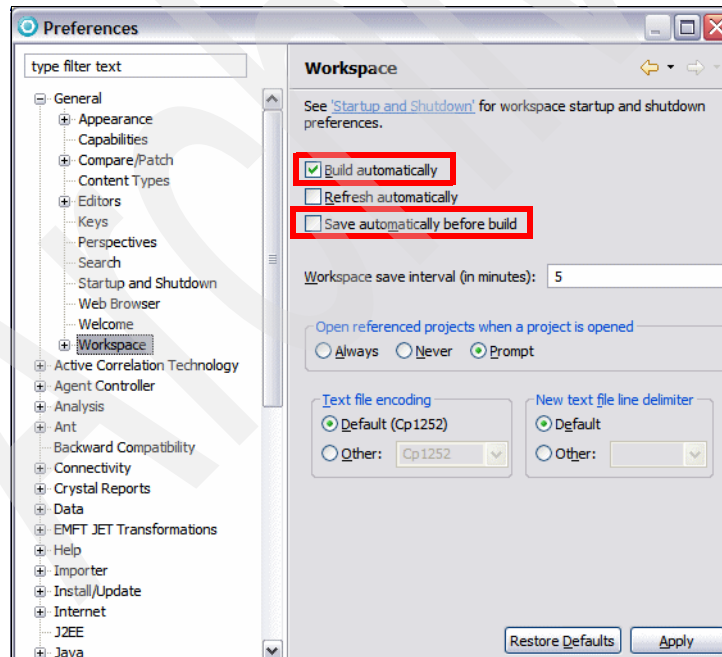 Preferences
type filter text
General
Appearance
Capabilities
Compare/Patch
Content Types
Editors
Keys
Perspectives
Search
Startup and Shutdown
Web Browser
Welcome
Workspace
Active Correlation Technology
Agent Controller
Analysis
Ant
Backward Compatibility
Connectivity
Crystal Reports
Data
EMFT JET Transformations
Help
Importer
Install/Update
Internet
J2EE
Java
Workspace
See 'Startup and Shutdown' for workspace startup and shutdown
preferences.
Build automatically
Refresh automatically
Save automatically before build
Workspace save interval (in minutes): 5
Open referenced projects when a project is opened
Always Never Prompt
Text file encoding
Default (Cp1252)
Other: Cp1252
New text file line delimiter
Default
Other:
Restore Defaults Apply